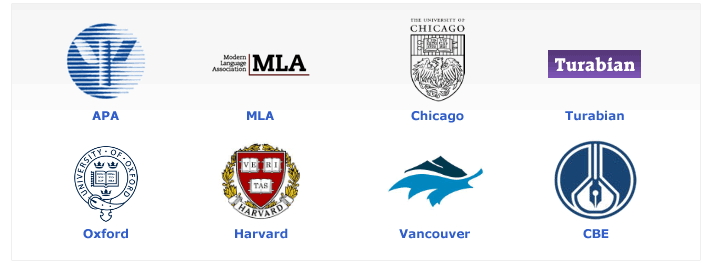 THE UNIVERSITY OF
CHICAGO
Modern
Language
Association
MLA
Turabian
APA
MLA
Chicago
Turabian
UNIVERSITY · OF · OXFORD
VE RI
TAS
HARVARD
Oxford
Harvard
Vancouver
CBE